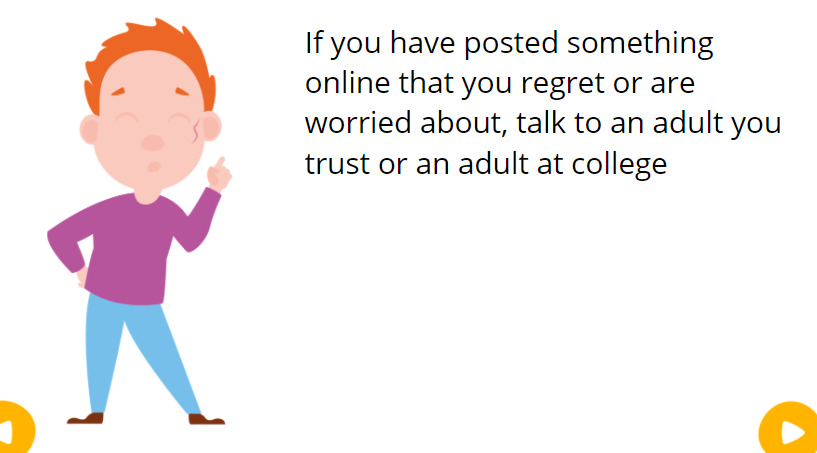 If you have posted something
online that you regret or are
worried about, talk to an adult you
trust or an adult at college